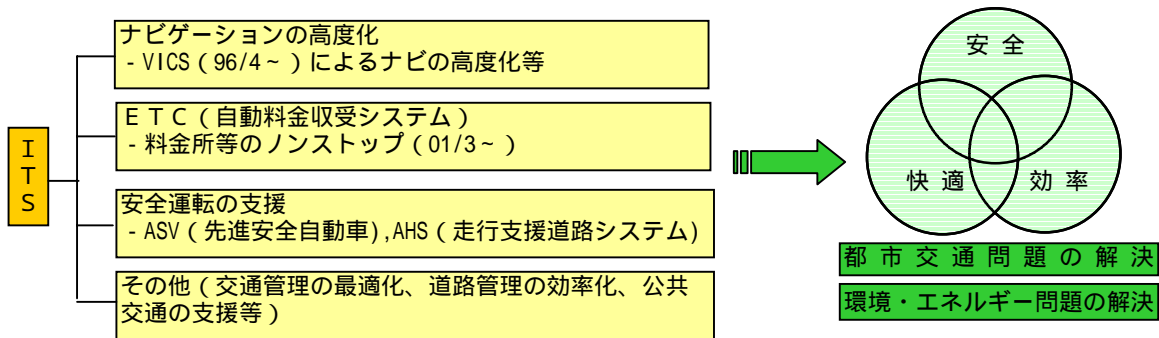 ITS
ナビゲーションの高度化
- VICS（96/4～）によるナビの高度化等
ＥＴＣ（自動料金収受システム）
- 料金所等のノンストップ（01/3～）
安全運転の支援
- ASV（先進安全自動車）,AHS（走行支援道路システム)
その他（交通管理の最適化、道路管理の効率化、公共
交通の支援等）
安 全
快 適
効 率
都市交通問題の解決
環境・エネルギー問題の解決